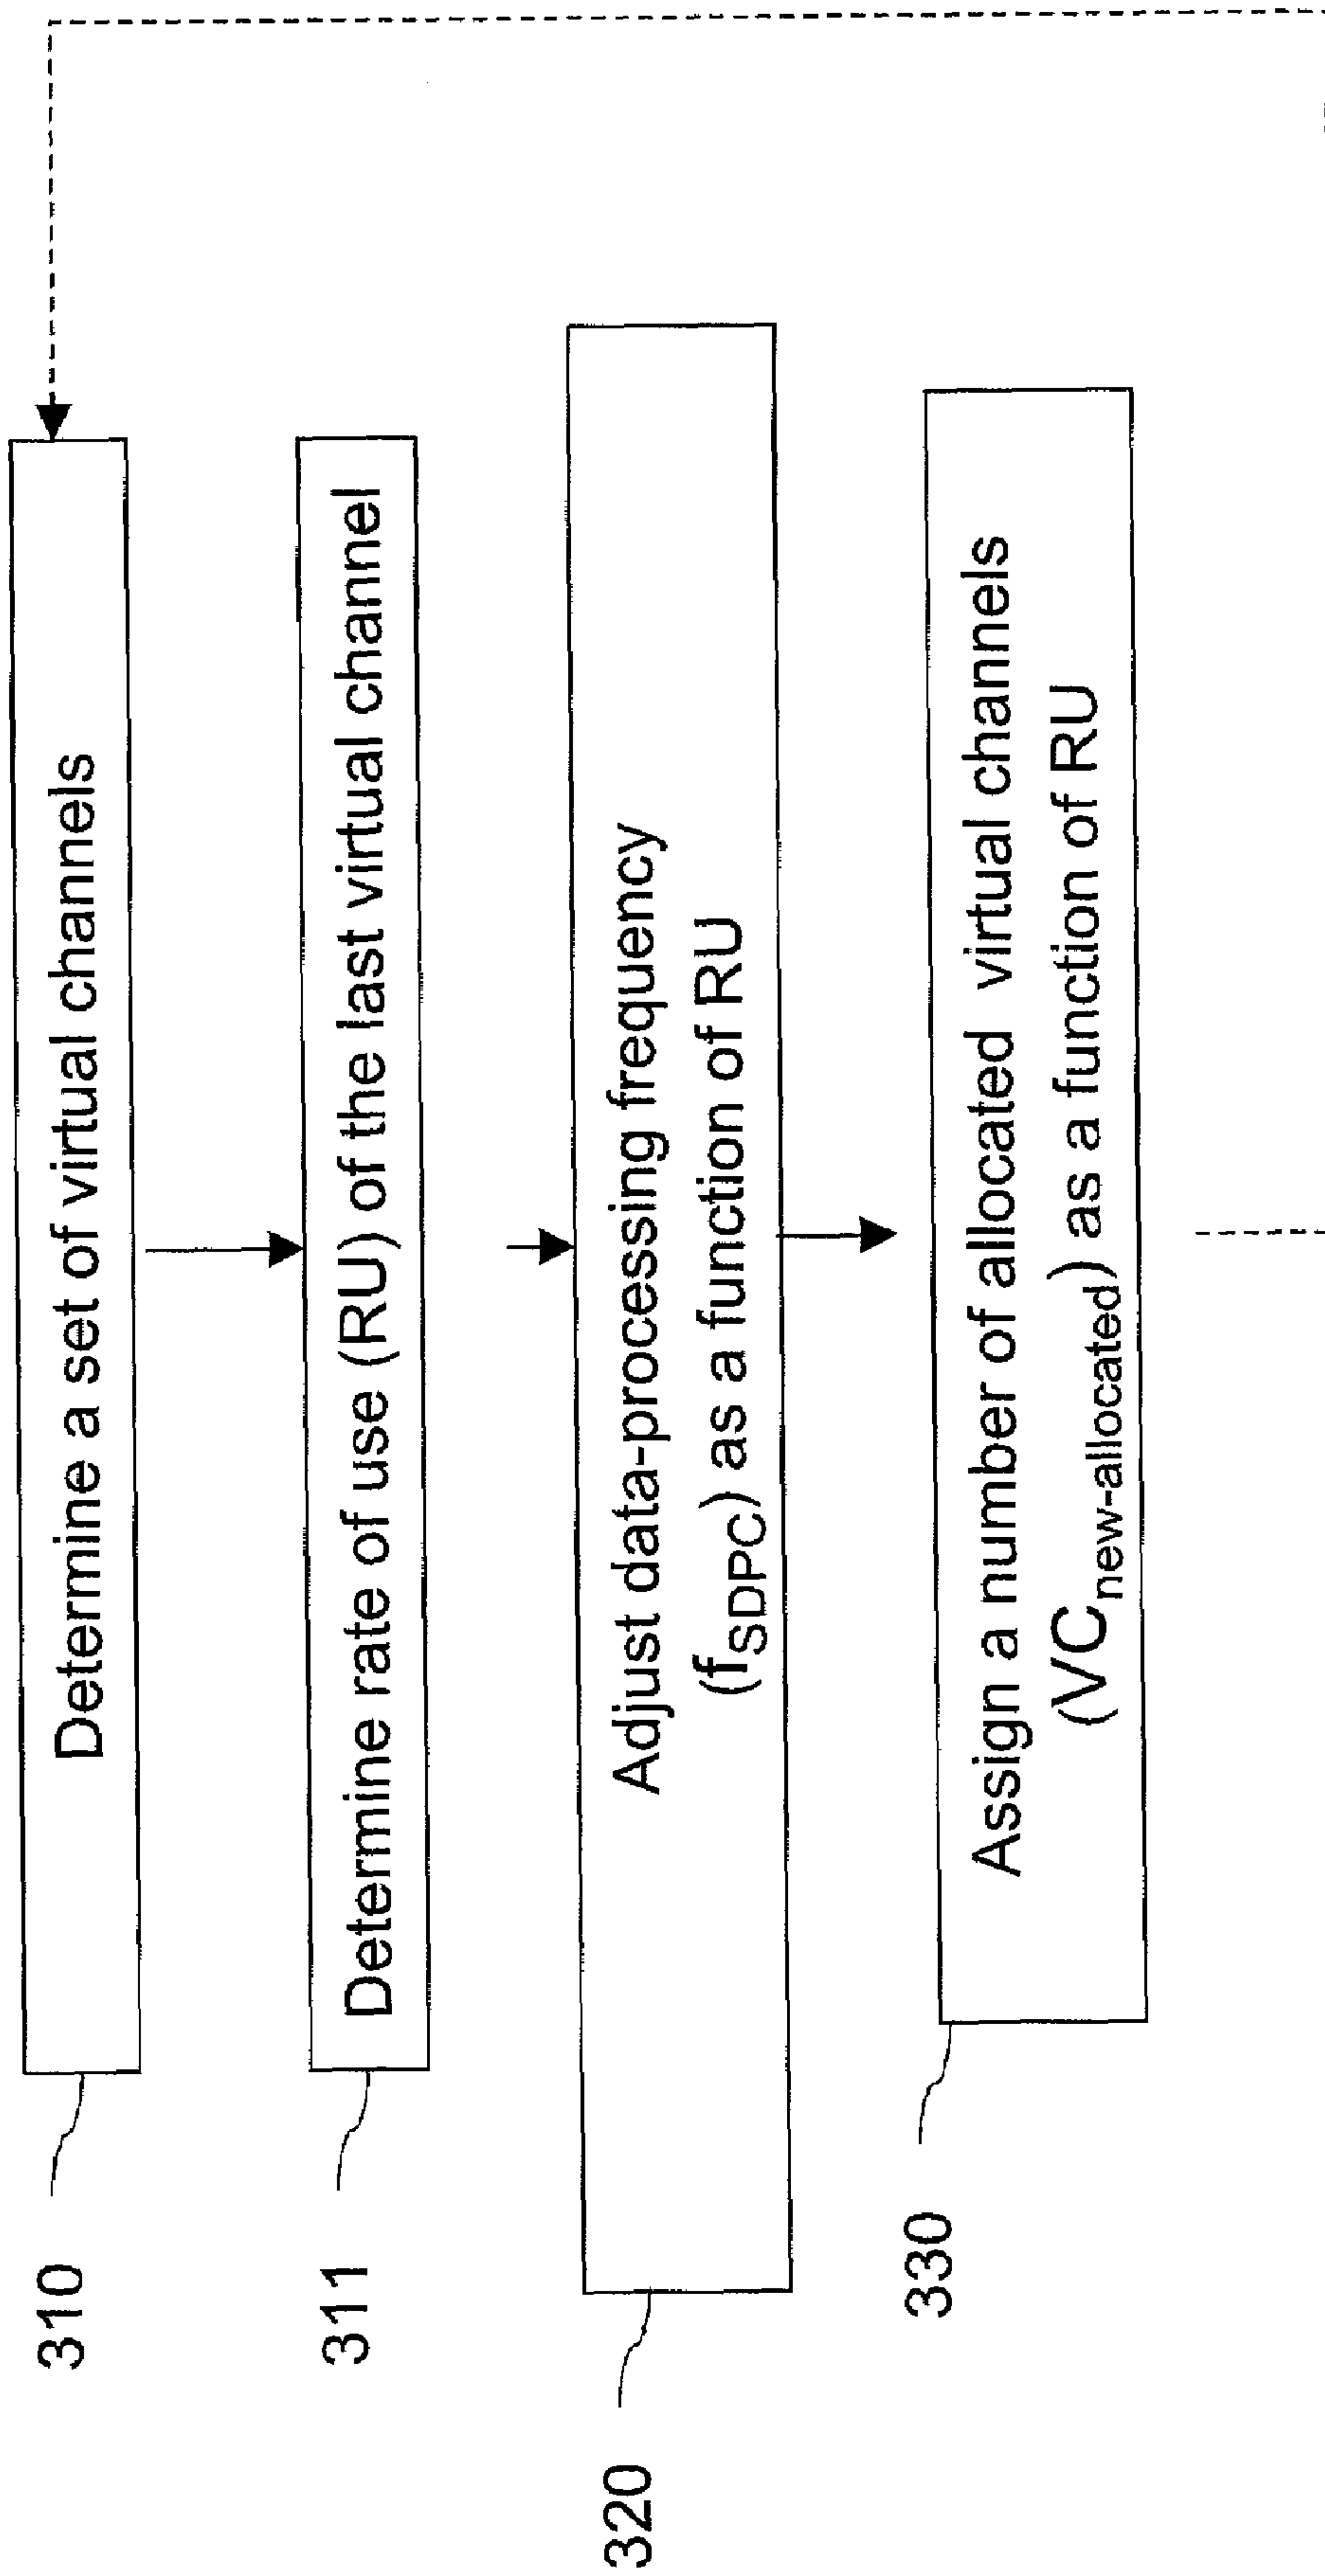 310
Determine a set of virtual channels
311
Determine rate of use (RU) of the last virtual channel
320
Adjust data-processing frequency
(fSDPC) as a function of RU
330
Assign a number of allocated virtual channels
(VCnew-allocated) as a function of RU